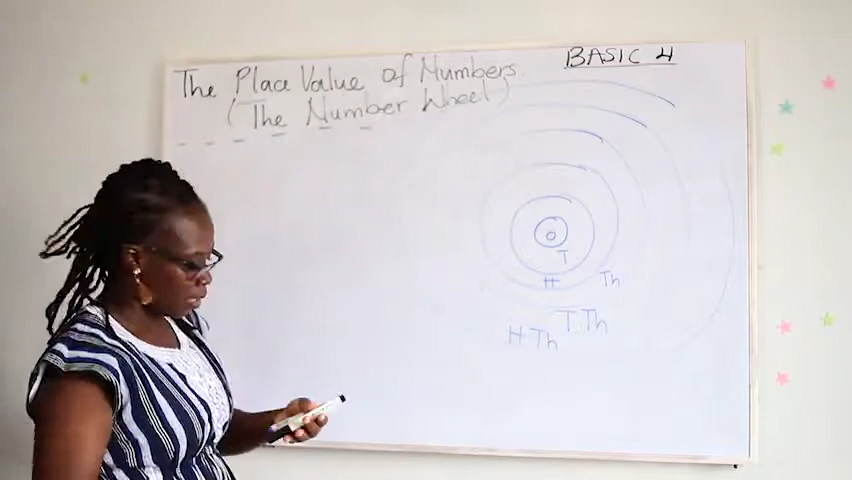 The Place Value of Numbers.
(The Number Wheel)
BASIC 4
O
T
H
Th
T.Th
H Th